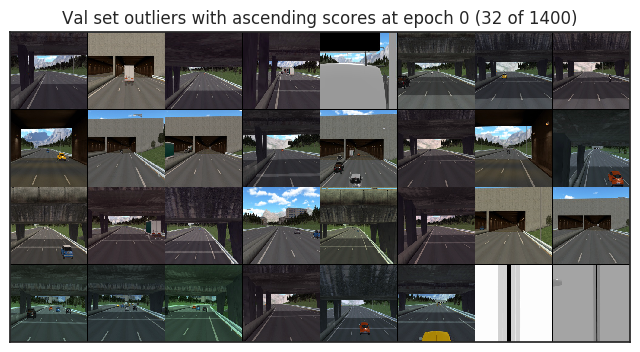 Val set outliers with ascending scores at epoch 0 (32 of 1400)